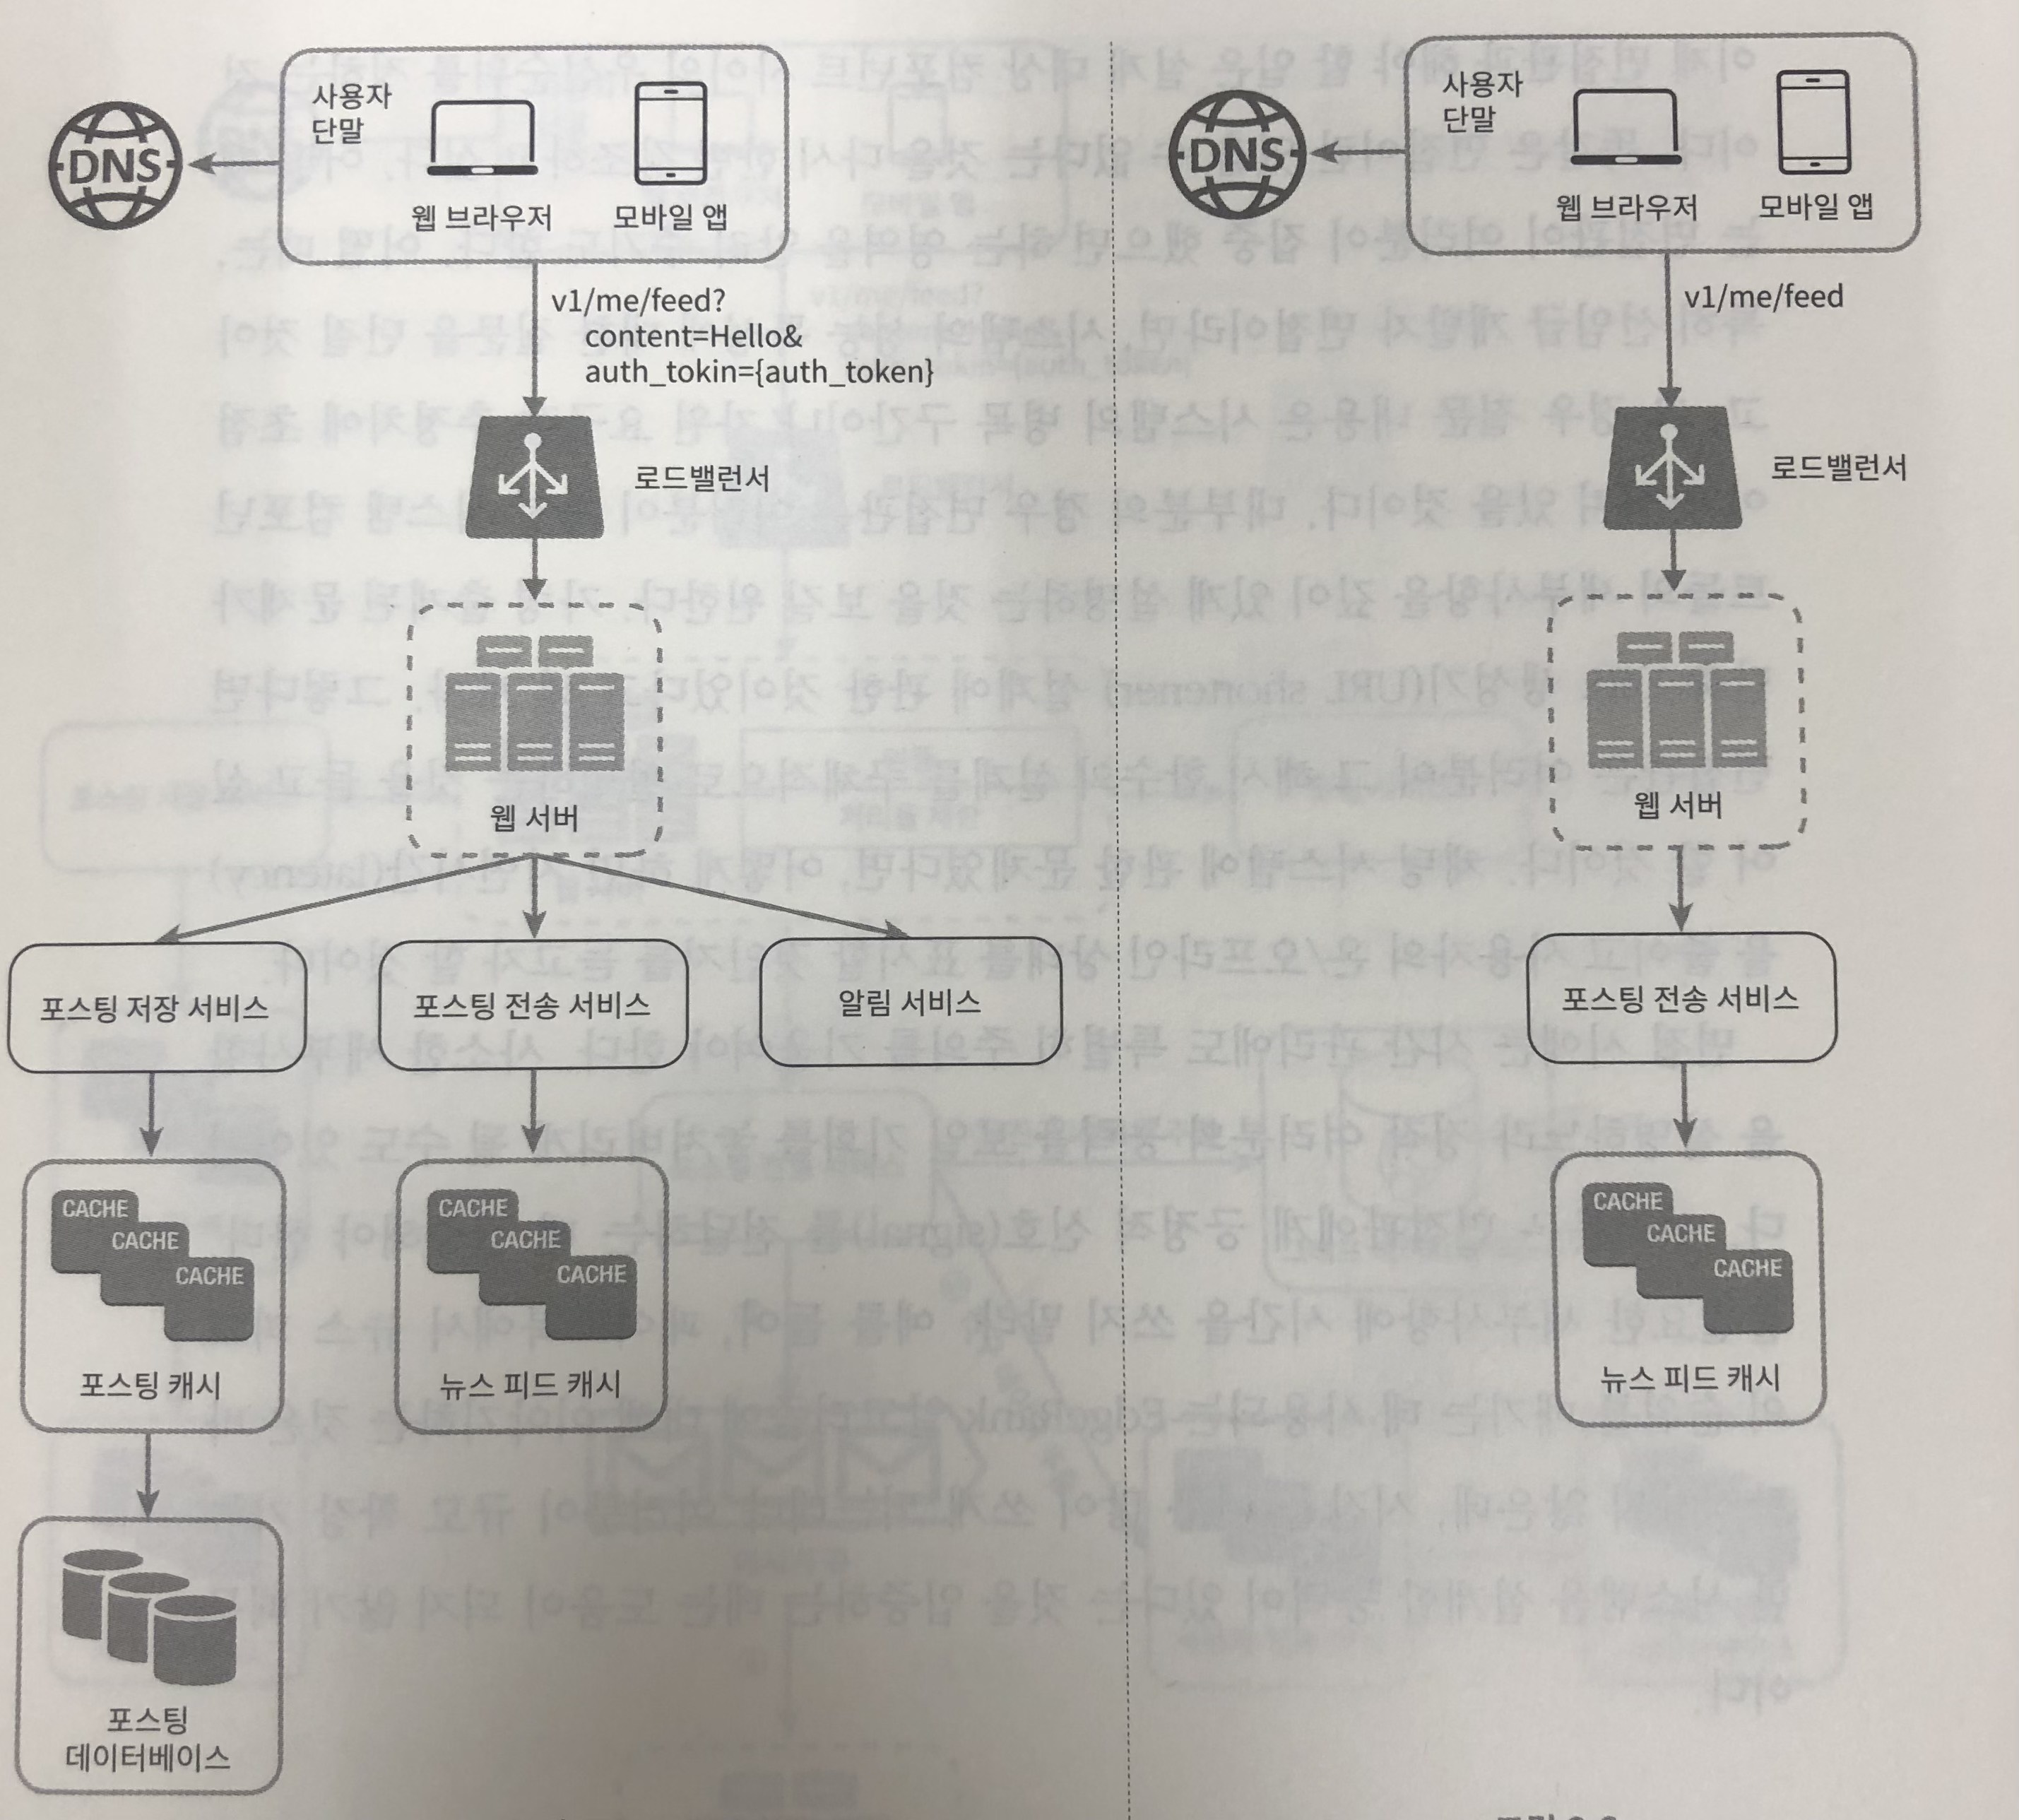 DNS
사용자
단말
웹 브라우저
모바일 앱
v1/me/feed?
content=Hello&
auth_tokin={auth_token}
로드밸런서
웹 서버
포스팅 저장 서비스
포스팅 전송 서비스
알림 서비스
CACHE
CACHE
CACHE
포스팅 캐시
CACHE
CACHE
CACHE
뉴스 피드 캐시
포스팅
데이터베이스
DNS
사용자
단말
웹 브라우저
모바일 앱
v1/me/feed
로드밸런서
웹 서버
포스팅 전송 서비스
CACHE
CACHE
CACHE
뉴스 피드 캐시